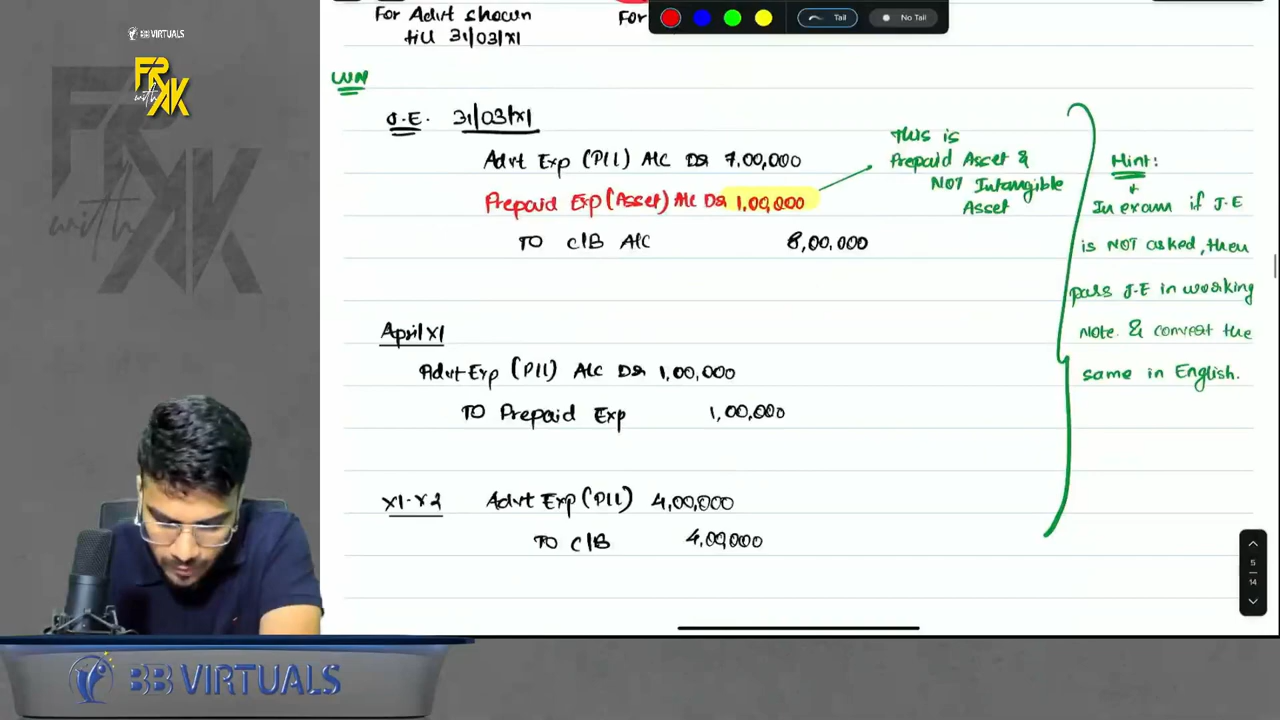 For Advt shown
till 31/03/X1
For
Tail
No Tail
BB VIRTUALS
FR with AK
WN
J.E. 31/03/X1
Advt Exp (P/L) A/C Dr 7,00,000
Prepaid Exp (Asset) A/c Dr 1,00,000
TO C/B A/C 8,00,000
This is
Prepaid Asset &
NOT Intangible
Asset
Hint:
In exam if J.E
is NOT asked, then
pass J.E in working
Note & convert the
same in English.
April X1
Advt Exp (P/L) A/C Dr 1,00,000
TO Prepaid Exp 1,00,000
X1-X2 Advt Exp (P/L) 4,00,000
TO C/B 4,00,000
5
14
BB VIRTUALS